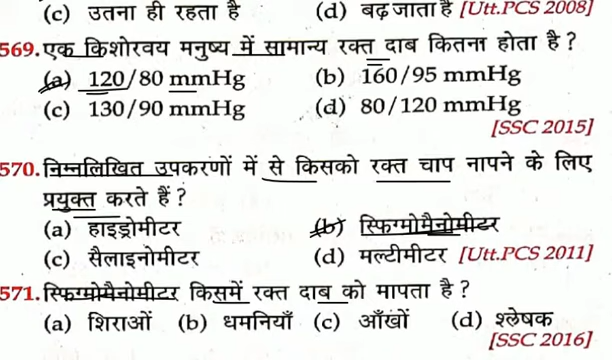 (c) उतना ही रहता है (d) बढ़ जाता है [Utt.PCS 2008]
569. एक किशोरवय मनुष्य में सामान्य रक्त दाब कितना होता है ?
(a) 120/80 mmHg (b) 160/95 mmHg
(c) 130/90 mmHg (d) 80/120 mmHg
[SSC 2015]
570. निम्नलिखित उपकरणों में से किसको रक्त चाप नापने के लिए
प्रयुक्त करते हैं ?
(a) हाइड्रोमीटर (b) स्फिग्मोमैनोमीटर
(c) सैलाइनोमीटर (d) मल्टीमीटर [Utt.PCS 2011]
571. स्फिग्मोमैनोमीटर किसमें रक्त दाब को मापता है ?
(a) शिराओं (b) धमनियाँ (c) आँखों (d) श्लेषक
[SSC 2016]